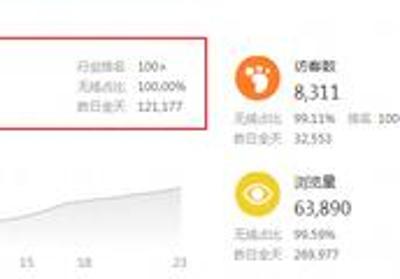 行业排名 100+
无线占比 100.00%
昨日全天 121,177
访客数
8,311
无线占比 99.11% 排名 100
昨日全天 32,553
浏览量
63,890
无线占比 99.59%
昨日全天 269,977
15 18 23